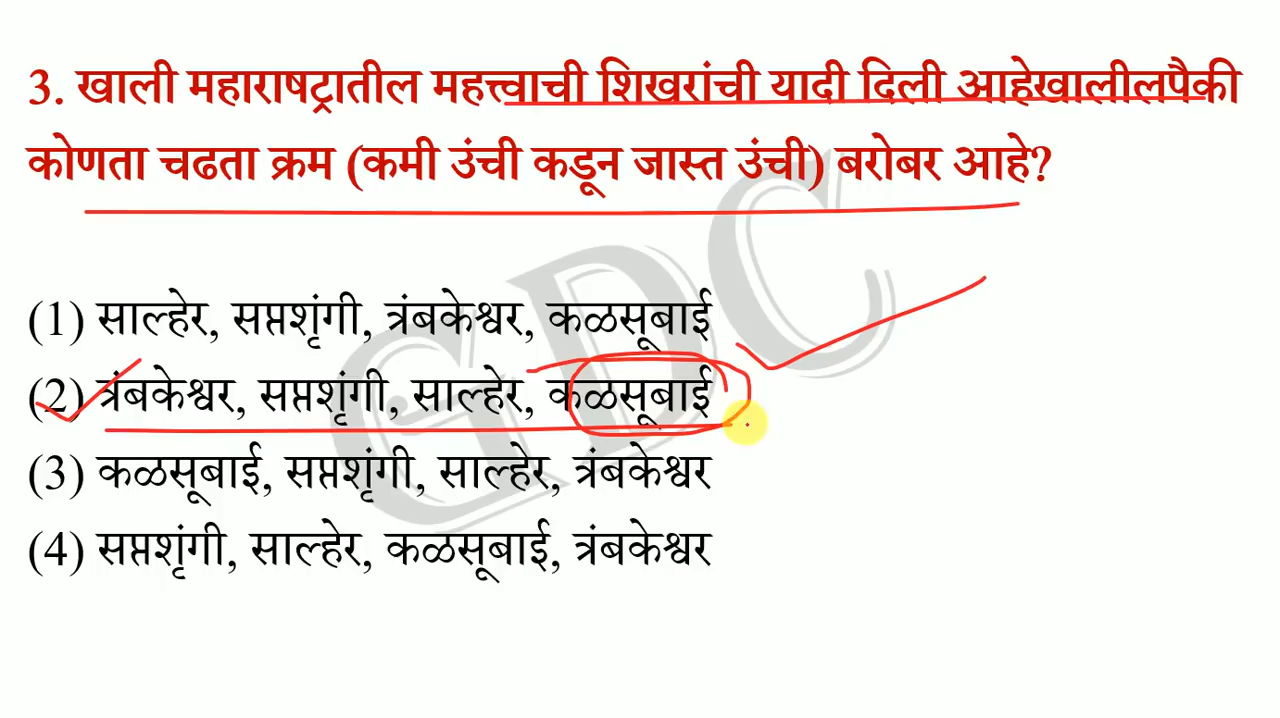 3. खाली महाराषट्रातील महत्त्वाची शिखरांची यादी दिली आहेखालीलपैकी
कोणता चढता क्रम (कमी उंची कडून जास्त उंची) बरोबर आहे?
GDC
(1) साल्हेर, सप्तशृंगी, त्रंबकेश्वर, कळसूबाई
(2) त्रंबकेश्वर, सप्तशृंगी, साल्हेर, कळसूबाई
(3) कळसूबाई, सप्तशृंगी, साल्हेर, त्रंबकेश्वर
(4) सप्तशृंगी, साल्हेर, कळसूबाई, त्रंबकेश्वर